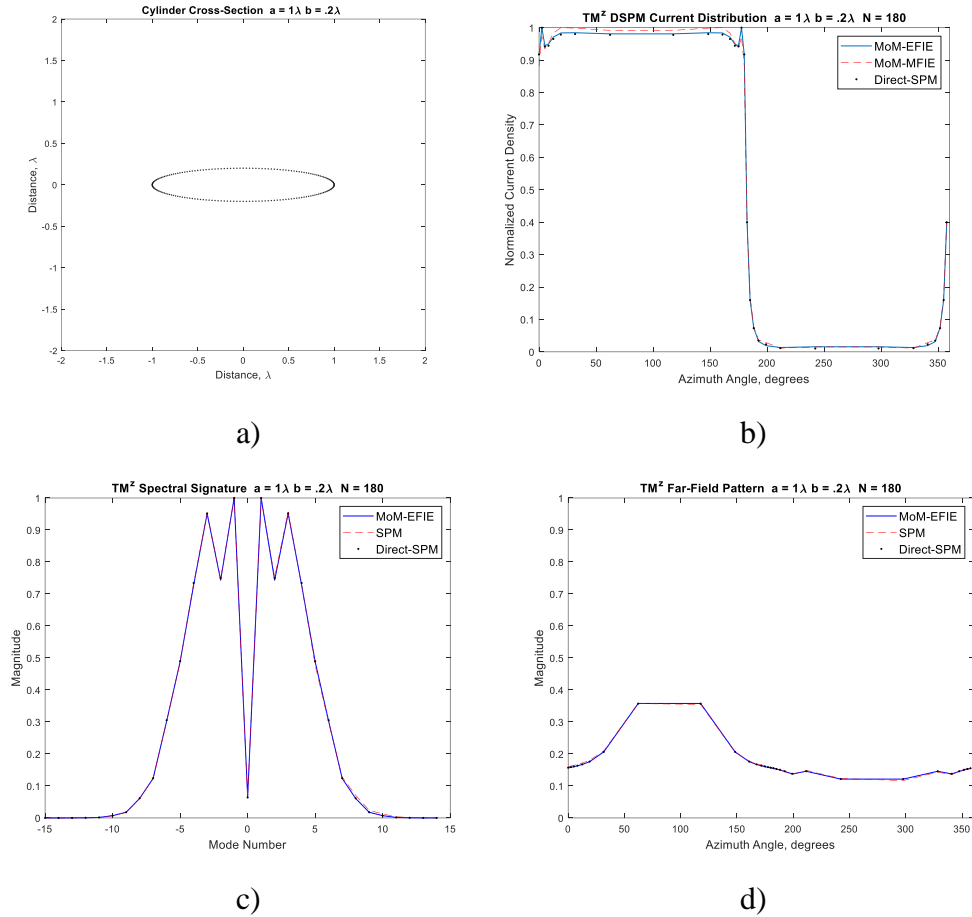 Cylinder Cross-Section a = 1λ b = .2λ
2
1.5
1
0.5
0
-0.5
-1
-1.5
-2
Distance, λ
-2 -1.5 -1 -0.5 0 0.5 1 1.5 2
Distance, λ
a)
TMᶻ DSPM Current Distribution a = 1λ b = .2λ N = 180
1
0.9
0.8
0.7
0.6
0.5
0.4
0.3
0.2
0.1
0
Normalized Current Density
MoM-EFIE
MoM-MFIE
Direct-SPM
0 50 100 150 200 250 300 350
Azimuth Angle, degrees
b)
TMᶻ Spectral Signature a = 1λ b = .2λ N = 180
1
0.9
0.8
0.7
0.6
0.5
0.4
0.3
0.2
0.1
0
Magnitude
MoM-EFIE
SPM
Direct-SPM
-15 -10 -5 0 5 10 15
Mode Number
c)
TMᶻ Far-Field Pattern a = 1λ b = .2λ N = 180
1
0.9
0.8
0.7
0.6
0.5
0.4
0.3
0.2
0.1
0
Magnitude
MoM-EFIE
SPM
Direct-SPM
0 50 100 150 200 250 300 350
Azimuth Angle, degrees
d)